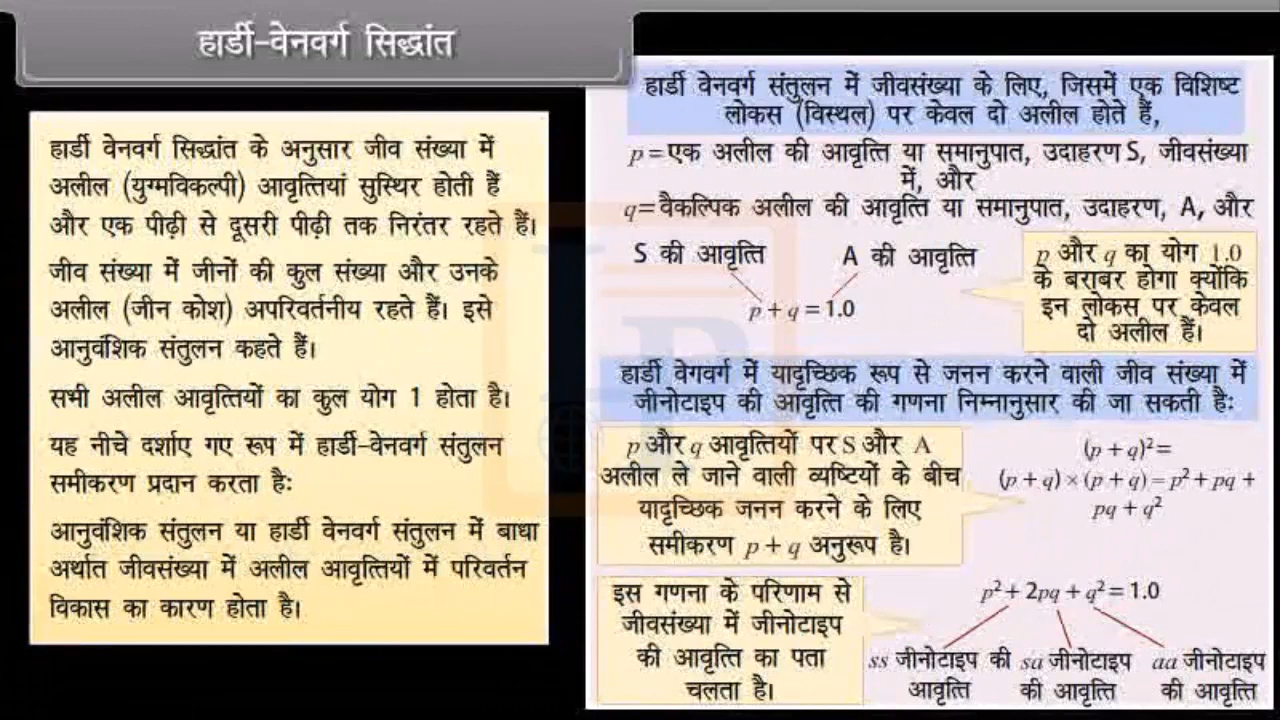 हार्डी-वेनवर्ग सिद्धांत
हार्डी वेनवर्ग सिद्धांत के अनुसार जीव संख्या में
अलील (युग्मविकल्पी) आवृत्तियां सुस्थिर होती हैं
और एक पीढ़ी से दूसरी पीढ़ी तक निरंतर रहते हैं।
जीव संख्या में जीनों की कुल संख्या और उनके
अलील (जीन कोश) अपरिवर्तनीय रहते हैं। इसे
आनुवंशिक संतुलन कहते हैं।
सभी अलील आवृत्तियों का कुल योग 1 होता है।
यह नीचे दर्शाए गए रूप में हार्डी-वेनवर्ग संतुलन
समीकरण प्रदान करता है:
आनुवंशिक संतुलन या हार्डी वेनवर्ग संतुलन में बाधा
अर्थात जीवसंख्या में अलील आवृत्तियों में परिवर्तन
विकास का कारण होता है।
हार्डी वेनवर्ग संतुलन में जीवसंख्या के लिए, जिसमें एक विशिष्ट
लोकस (विस्थल) पर केवल दो अलील होते हैं,
p=एक अलील की आवृत्ति या समानुपात, उदाहरण S, जीवसंख्या
में, और
q=वैकल्पिक अलील की आवृत्ति या समानुपात, उदाहरण, A, और
S की आवृत्ति A की आवृत्ति
p + q = 1.0
p और q का योग 1.0
के बराबर होगा क्योंकि
इन लोकस पर केवल
दो अलील हैं।
हार्डी वेगवर्ग में यादृच्छिक रूप से जनन करने वाली जीव संख्या में
जीनोटाइप की आवृत्ति की गणना निम्नानुसार की जा सकती है:
p और q आवृत्तियों पर S और A
अलील ले जाने वाली व्यष्टियों के बीच
यादृच्छिक जनन करने के लिए
समीकरण p + q अनुरूप है।
(p + q)² =
(p + q) × (p + q) = p² + pq +
pq + q²
इस गणना के परिणाम से
जीवसंख्या में जीनोटाइप
की आवृत्ति का पता
चलता है।
p² + 2pq + q² = 1.0
ss जीनोटाइप की sa जीनोटाइप aa जीनोटाइप
आवृत्ति की आवृत्ति की आवृत्ति